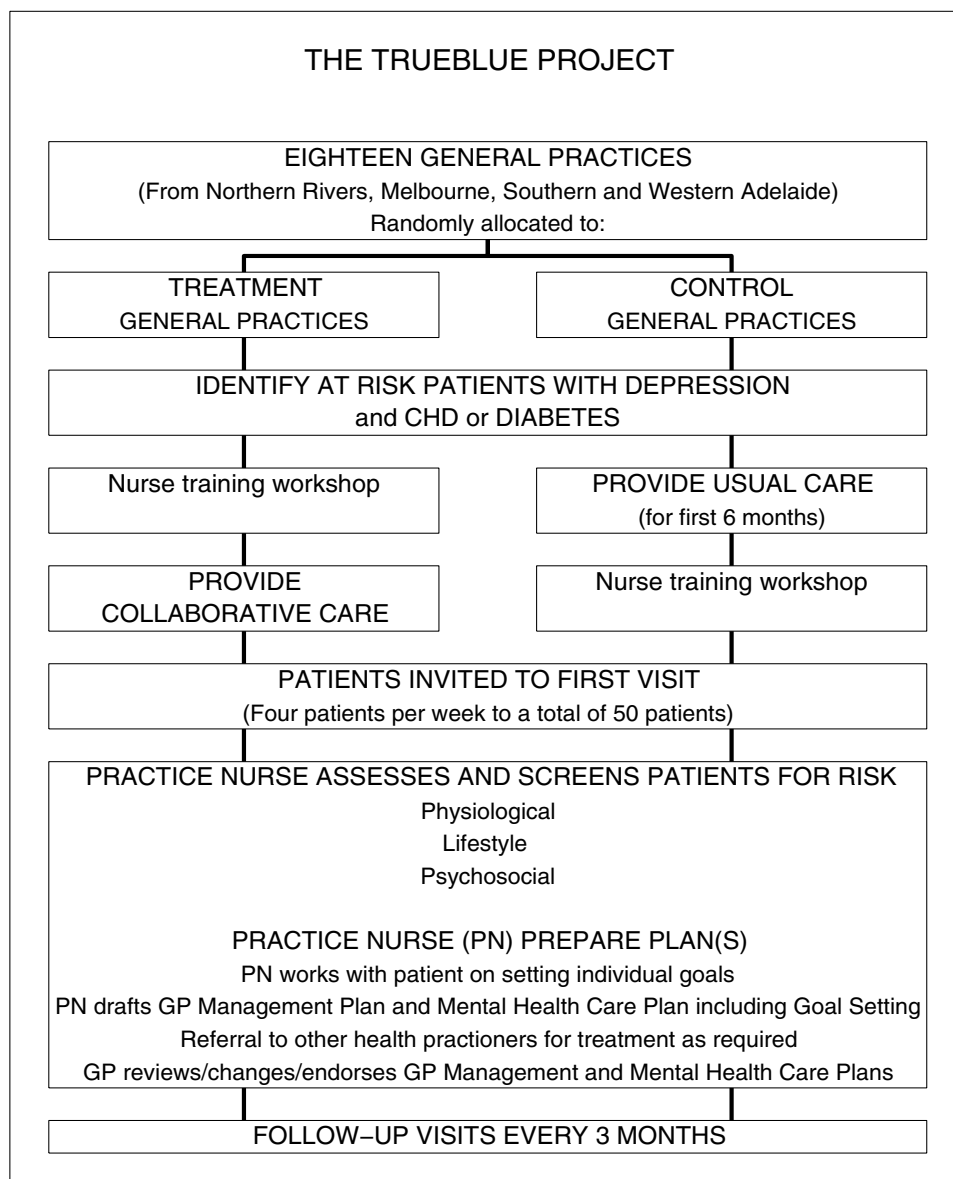 THE TRUEBLUE PROJECT
EIGHTEEN GENERAL PRACTICES
(From Northern Rivers, Melbourne, Southern and Western Adelaide)
Randomly allocated to:
TREATMENT
GENERAL PRACTICES
CONTROL
GENERAL PRACTICES
IDENTIFY AT RISK PATIENTS WITH DEPRESSION
and CHD or DIABETES
Nurse training workshop
PROVIDE USUAL CARE
(for first 6 months)
PROVIDE
COLLABORATIVE CARE
Nurse training workshop
PATIENTS INVITED TO FIRST VISIT
(Four patients per week to a total of 50 patients)
PRACTICE NURSE ASSESSES AND SCREENS PATIENTS FOR RISK
Physiological
Lifestyle
Psychosocial
PRACTICE NURSE (PN) PREPARE PLAN(S)
PN works with patient on setting individual goals
PN drafts GP Management Plan and Mental Health Care Plan including Goal Setting
Referral to other health practitioners for treatment as required
GP reviews/changes/endorses GP Management and Mental Health Care Plans
FOLLOW−UP VISITS EVERY 3 MONTHS